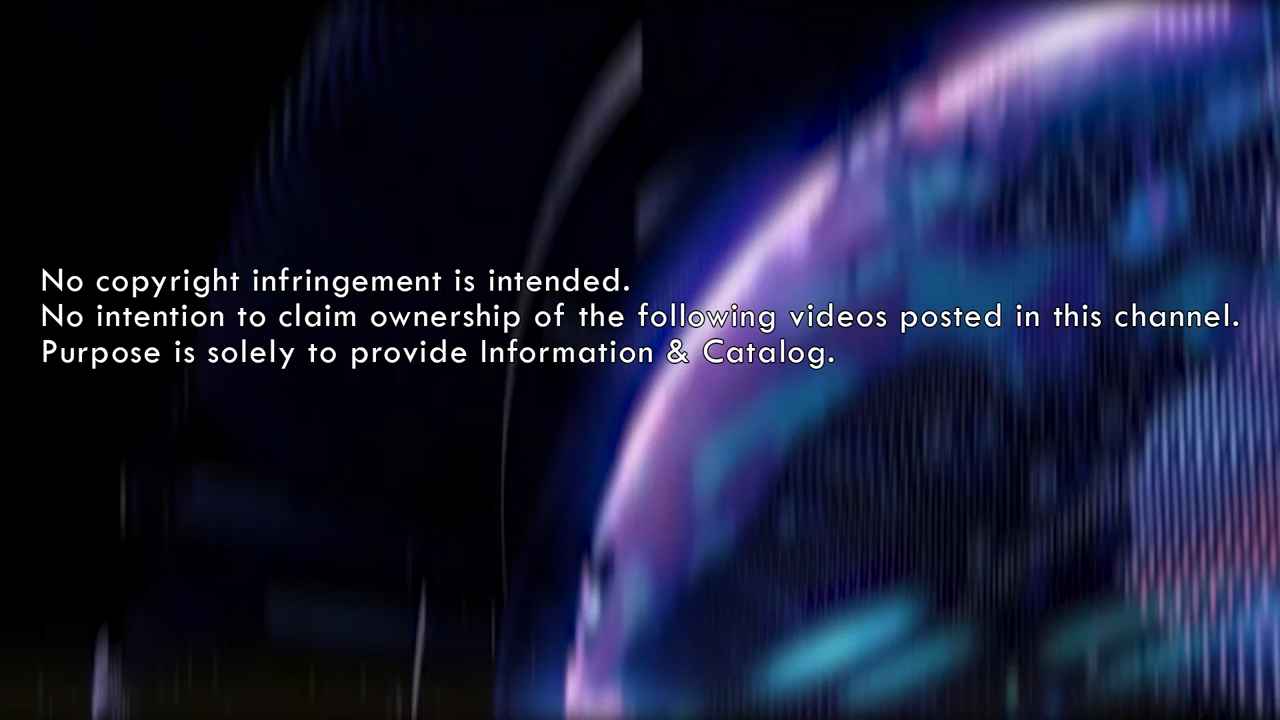 No copyright infringement is intended.
No intention to claim ownership of the following videos posted in this channel.
Purpose is solely to provide Information & Catalog.